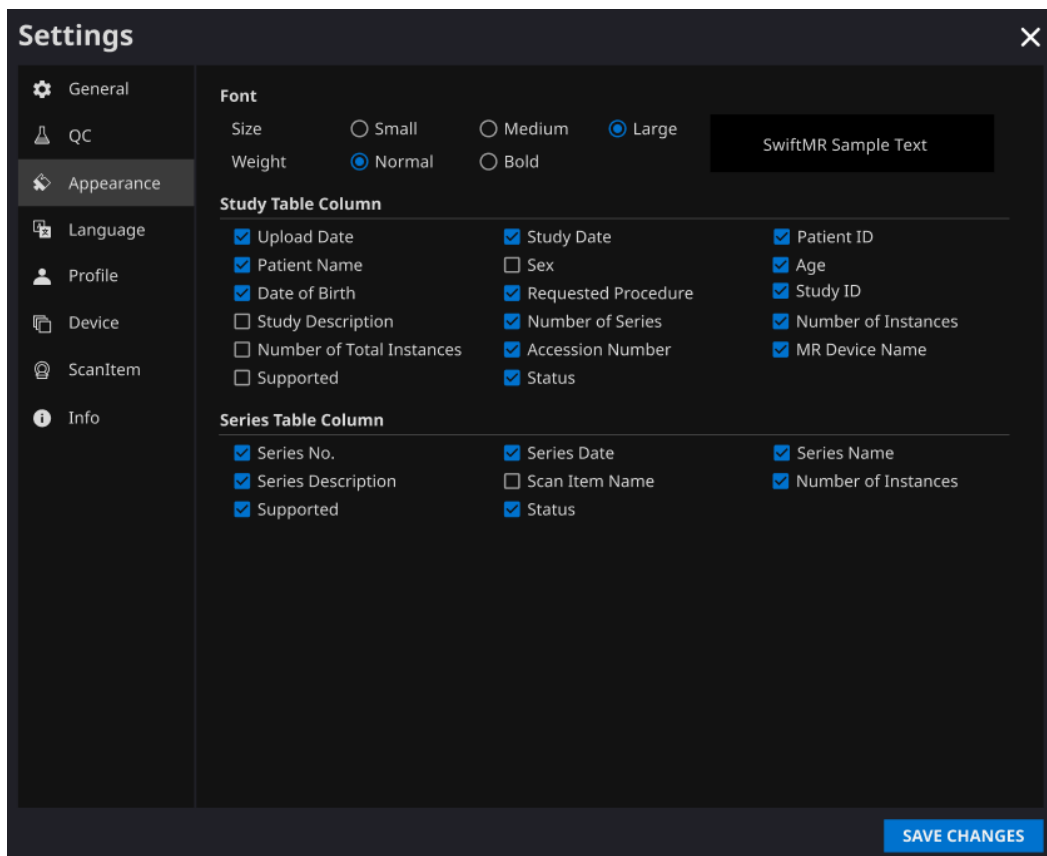 Settings
General
QC
Appearance
Language
Profile
Device
ScanItem
Info
Font
Size Small Medium Large
Weight Normal Bold
SwiftMR Sample Text
Study Table Column
Upload Date Study Date Patient ID
Patient Name Sex Age
Date of Birth Requested Procedure Study ID
Study Description Number of Series Number of Instances
Number of Total Instances Accession Number MR Device Name
Supported Status
Series Table Column
Series No. Series Date Series Name
Series Description Scan Item Name Number of Instances
Supported Status
SAVE CHANGES